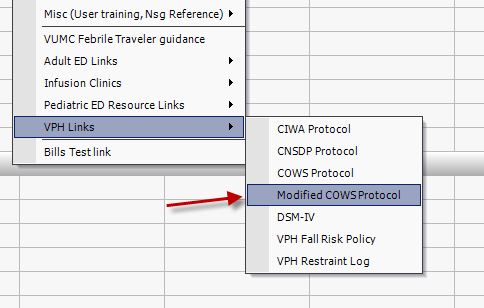 Misc (User training, Nsg Reference)
VUMC Febrile Traveler guidance
Adult ED Links
Infusion Clinics
Pediatric ED Resource Links
VPH Links
Bills Test link
CIWA Protocol
CNSDP Protocol
COWS Protocol
Modified COWS Protocol
DSM-IV
VPH Fall Risk Policy
VPH Restraint Log